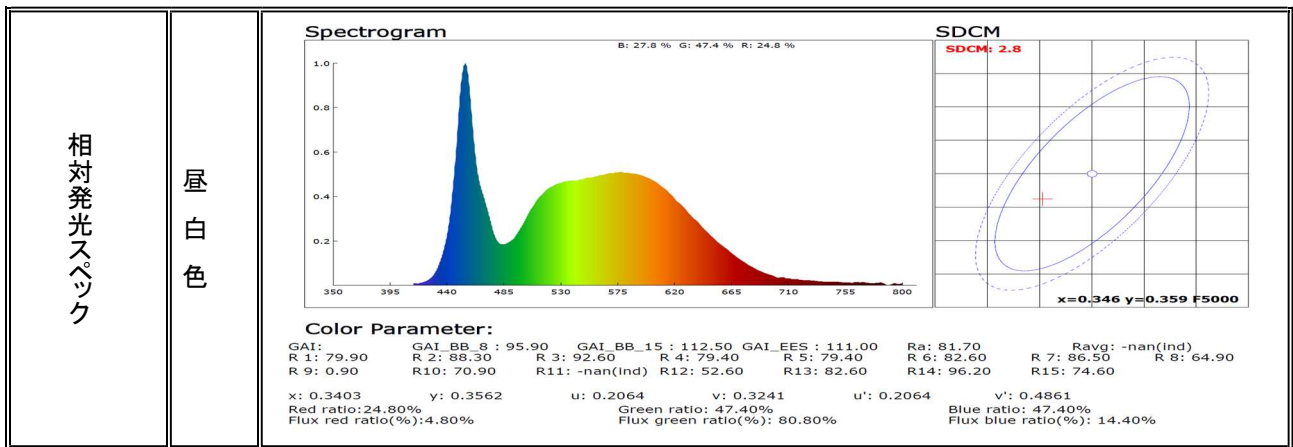 相対発光スペック
昼白色
Spectrogram
B: 27.8 % G: 47.4 % R: 24.8 %
1.0
0.8
0.6
0.4
0.2
350 395 440 485 530 575 620 665 710 755 800
SDCM
SDCM: 2.8
x=0.346 y=0.359 F5000
Color Parameter:
GAI: GAI_BB_8 : 95.90 GAI_BB_15 : 112.50 GAI_EES : 111.00 Ra: 81.70 Ravg: -nan(ind)
R 1: 79.90 R 2: 88.30 R 3: 92.60 R 4: 79.40 R 5: 79.40 R 6: 82.60 R 7: 86.50 R 8: 64.90
R 9: 0.90 R10: 70.90 R11: -nan(ind) R12: 52.60 R13: 82.60 R14: 96.20 R15: 74.60
x: 0.3403 y: 0.3562 u: 0.2064 v: 0.3241 u': 0.2064 v': 0.4861
Red ratio:24.80% Green ratio: 47.40% Blue ratio: 47.40%
Flux red ratio(%):4.80% Flux green ratio(%): 80.80% Flux blue ratio(%): 14.40%